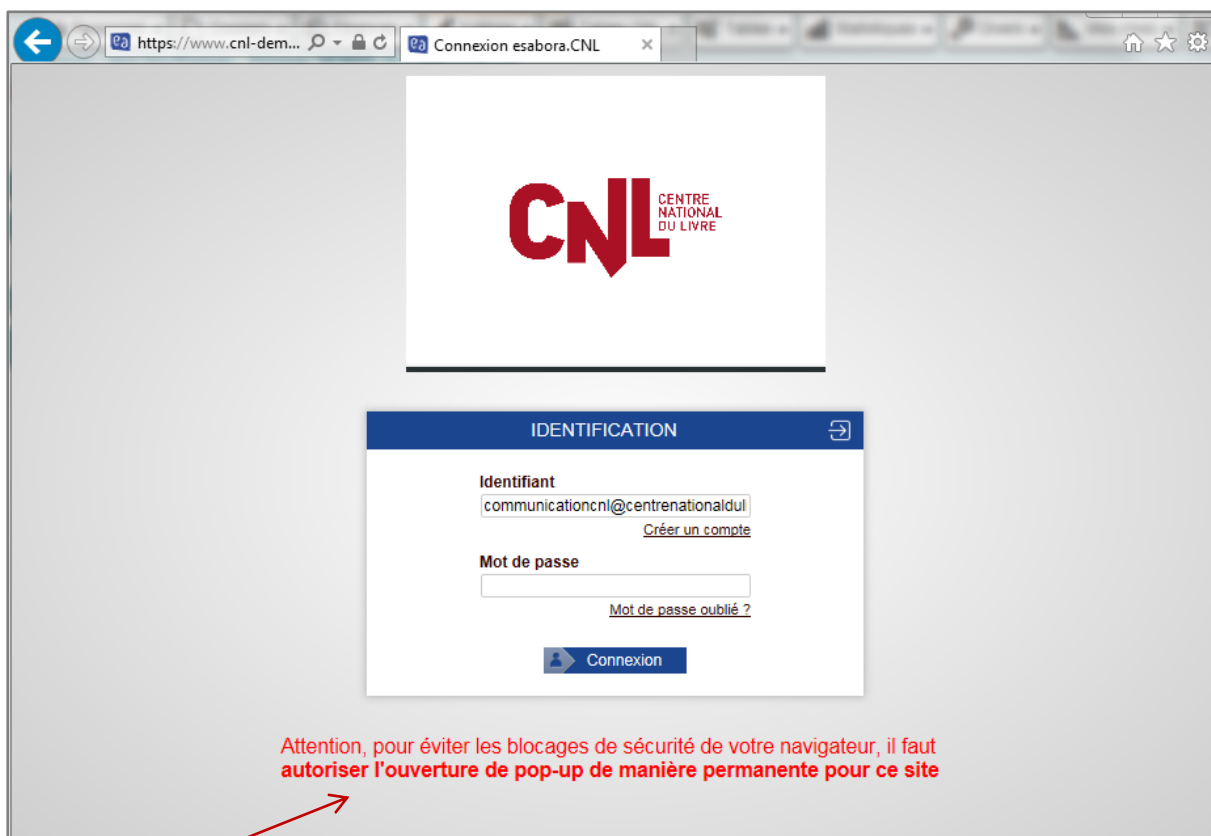 https://www.cnl-dem...
Connexion esabora.CNL
CNL
CENTRE
NATIONAL
DU LIVRE
IDENTIFICATION
Identifiant
communicationcnl@centrenationaldul
Créer un compte
Mot de passe
Mot de passe oublié ?
Connexion
Attention, pour éviter les blocages de sécurité de votre navigateur, il faut
autoriser l'ouverture de pop-up de manière permanente pour ce site